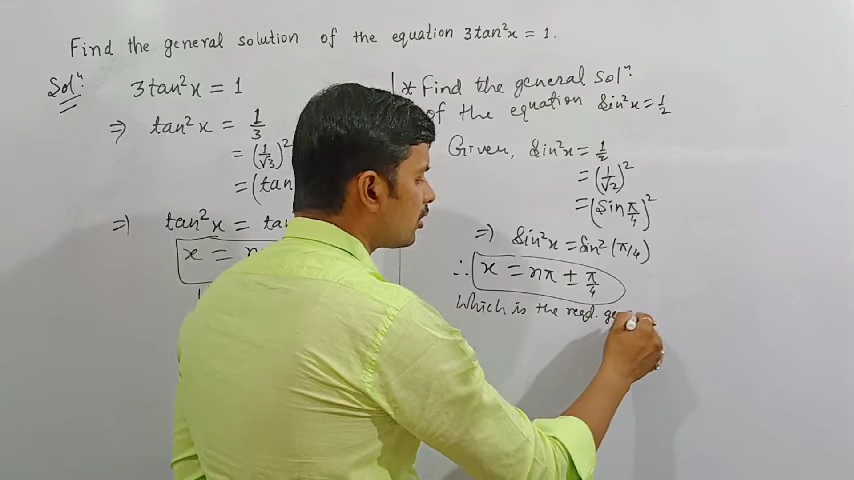 Find the general solution of the equation 3tan²x = 1.
Solⁿ:
3tan²x = 1
⇒ tan²x = 1/3
= (1/√3)²
= (tan
⇒ tan²x = ta
x = n
* Find the general solⁿ.
of the equation Sin²x = 1/2
Given, Sin²x = 1/2
= (1/√2)²
= (Sin π/4)²
⇒ Sin²x = Sin²(π/4)
∴ x = nπ ± π/4
Which is the reqd. ge